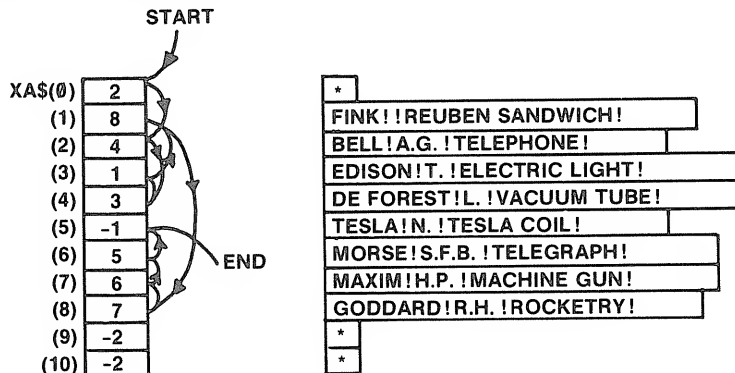 START
XA$(0) 2 *
(1) 8 FINK! !REUBEN SANDWICH!
(2) 4 BELL!A.G. !TELEPHONE!
(3) 1 EDISON!T. !ELECTRIC LIGHT!
(4) 3 DE FOREST!L. !VACUUM TUBE!
(5) -1 TESLA!N. !TESLA COIL!
(6) 5 END MORSE!S.F.B. !TELEGRAPH!
(7) 6 MAXIM!H.P. !MACHINE GUN!
(8) 7 GODDARD!R.H. !ROCKETRY!
(9) -2 *
(10) -2 *